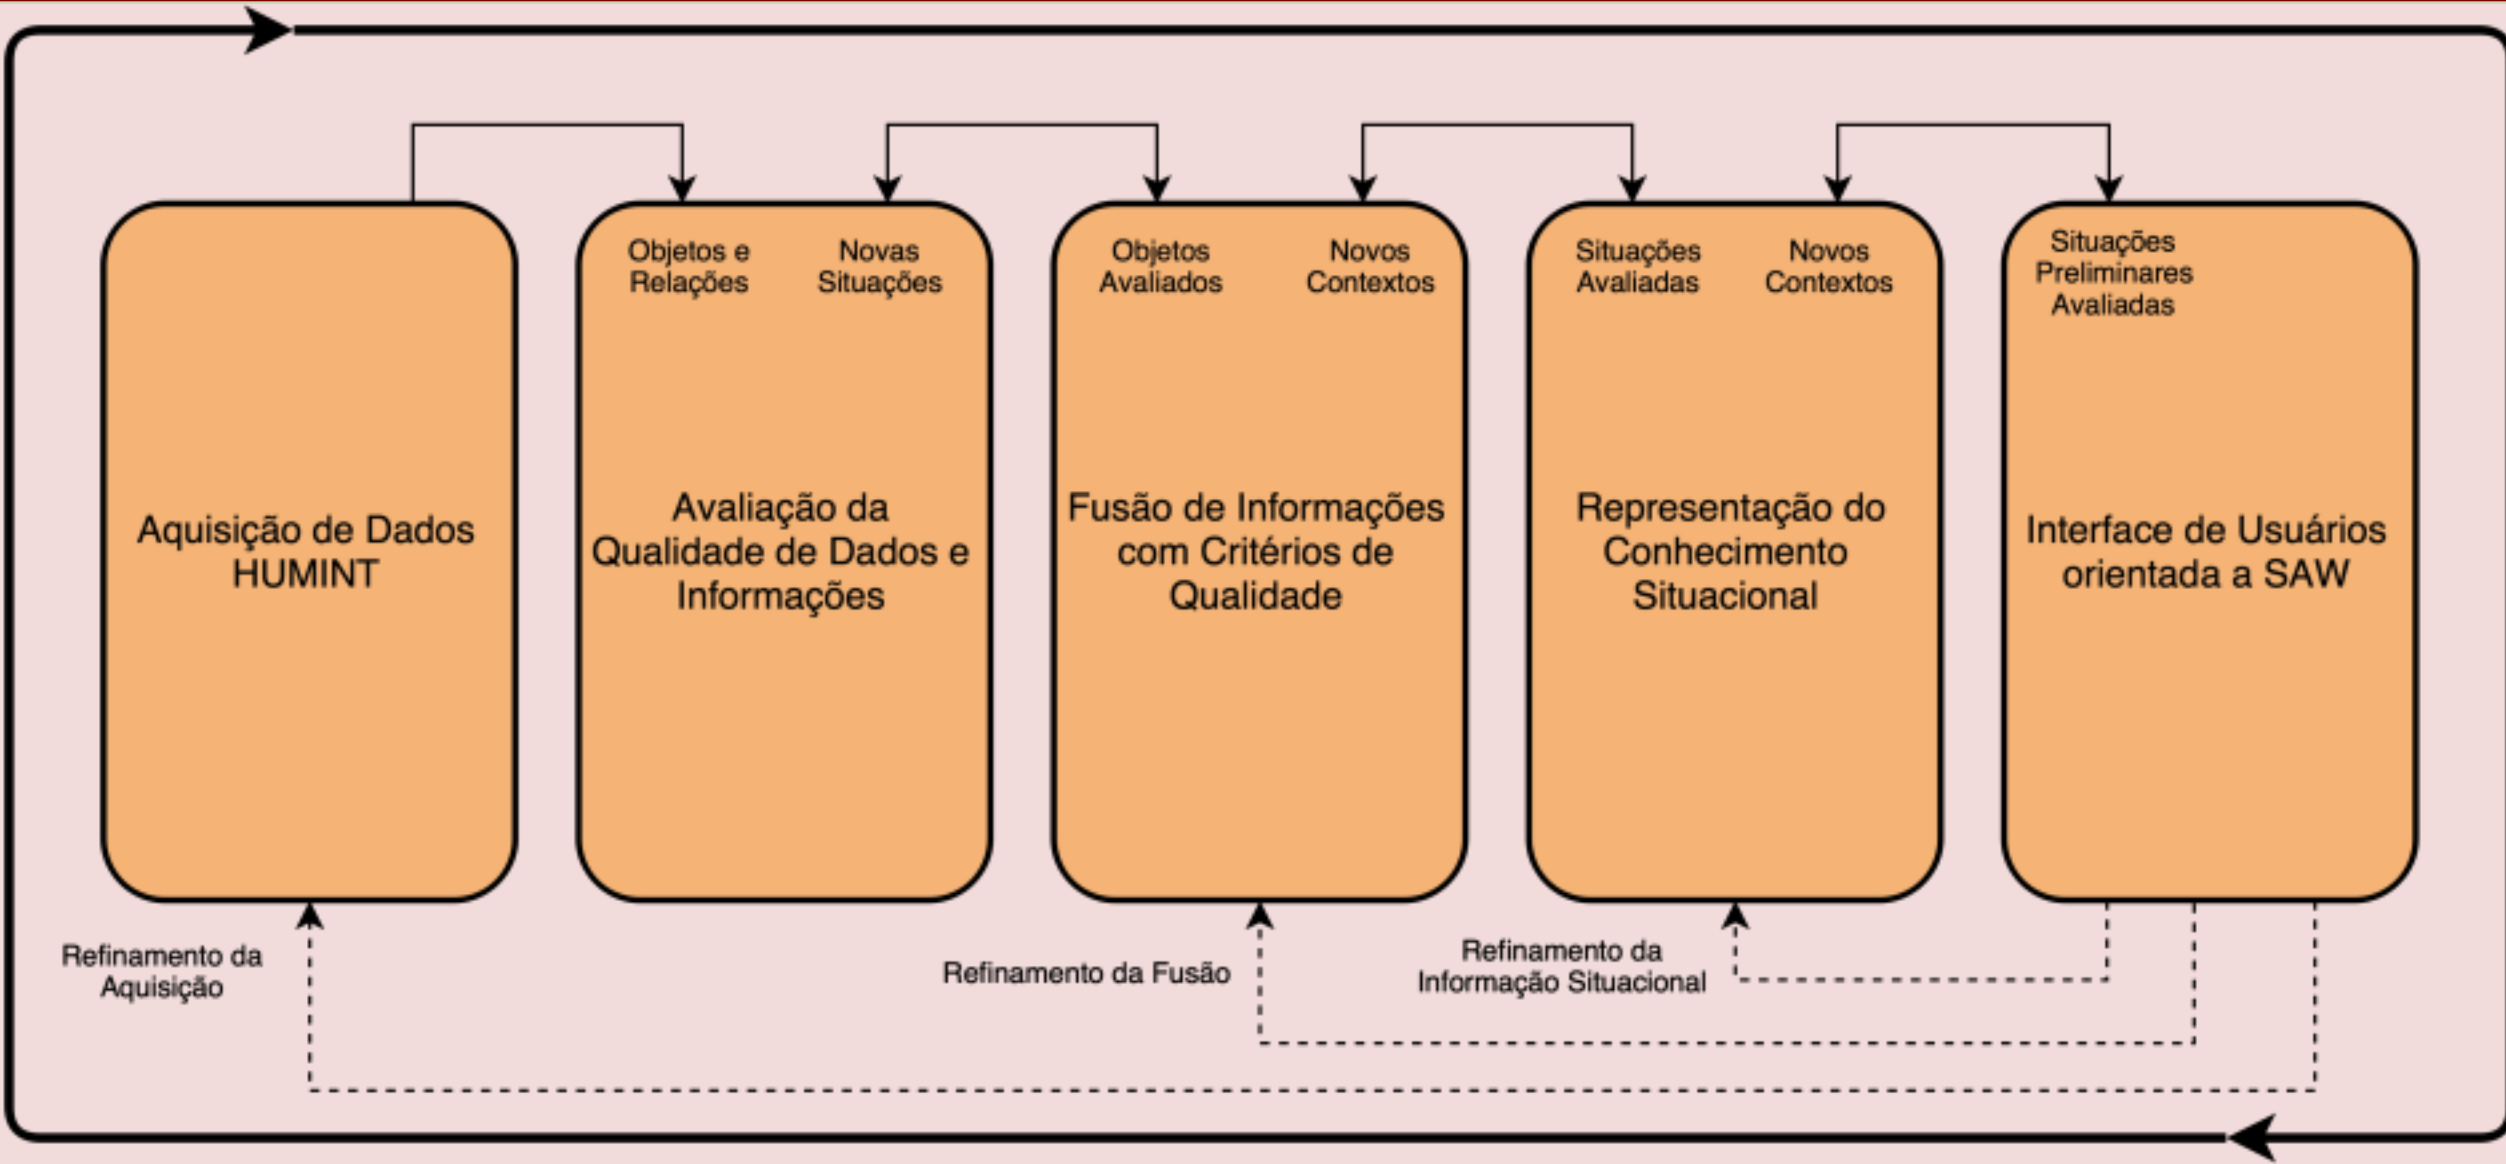 Objetos e
Relações
Novas
Situações
Objetos
Avaliados
Novos
Contextos
Situações
Avaliadas
Novos
Contextos
Situações
Preliminares
Avaliadas
Aquisição de Dados
HUMINT
Avaliação da
Qualidade de Dados e
Informações
Fusão de Informações
com Critérios de
Qualidade
Representação do
Conhecimento
Situacional
Interface de Usuários
orientada a SAW
Refinamento da
Aquisição
Refinamento da Fusão
Refinamento da
Informação Situacional